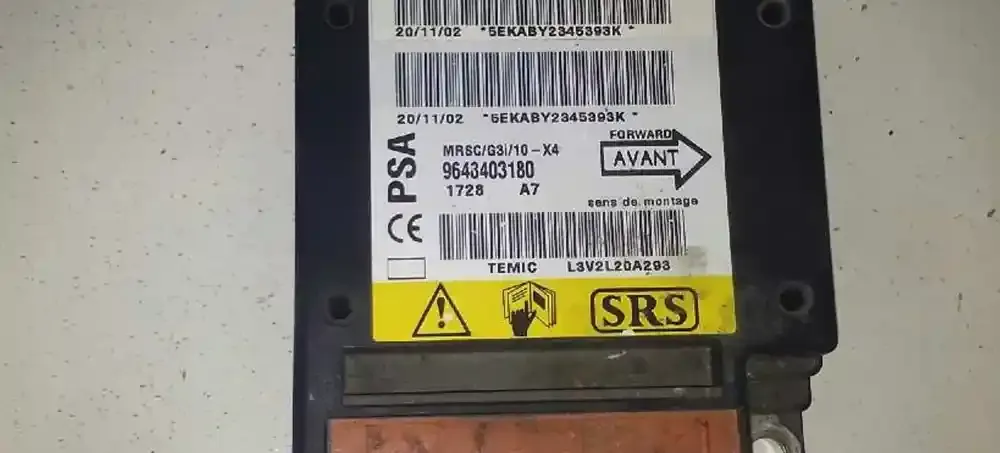 20/11/02 *5EKABY2345393K *
20/11/02 *5EKABY2345393K *
PSA
MRSC/G3i/10-X4
9643403180
1728 A7
FORWARD
AVANT
sens de montage
CE
TEMIC L3V2L20A293
SRS